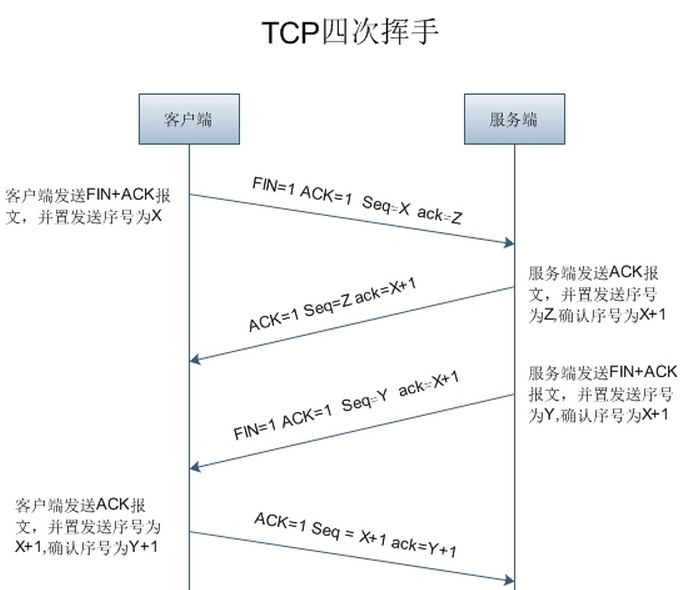 TCP四次挥手
客户端
服务端
客户端发送FIN+ACK报
文，并置发送序号为X
FIN=1 ACK=1 Seq=X ack=Z
服务端发送ACK报
文，并置发送序号
为Z,确认序号为X+1
ACK=1 Seq=Z ack=X+1
服务端发送FIN+ACK
报文，并置发送序号
为Y,确认序号为X+1
FIN=1 ACK=1 Seq=Y ack=X+1
客户端发送ACK报
文，并置发送序号为
X+1,确认序号为Y+1
ACK=1 Seq = X+1 ack=Y+1